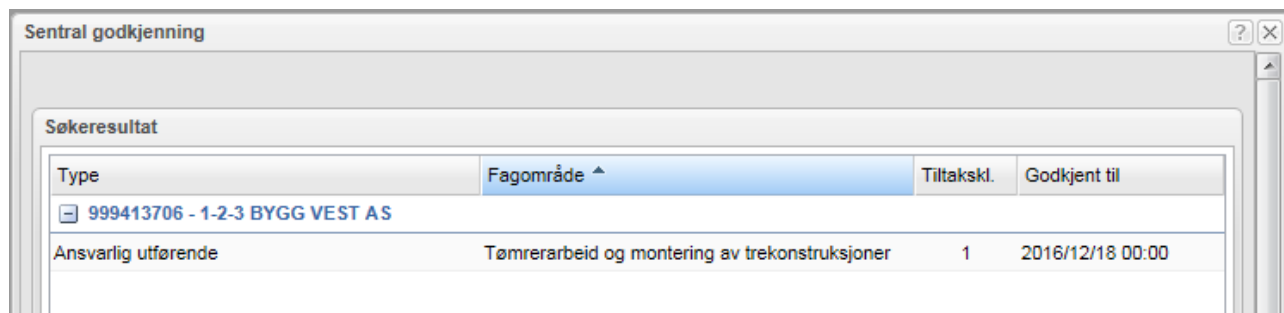 Sentral godkjenning
Søkeresultat
Type Fagområde Tiltakskl. Godkjent til
999413706 - 1-2-3 BYGG VEST AS
Ansvarlig utførende Tømrerarbeid og montering av trekonstruksjoner 1 2016/12/18 00:00